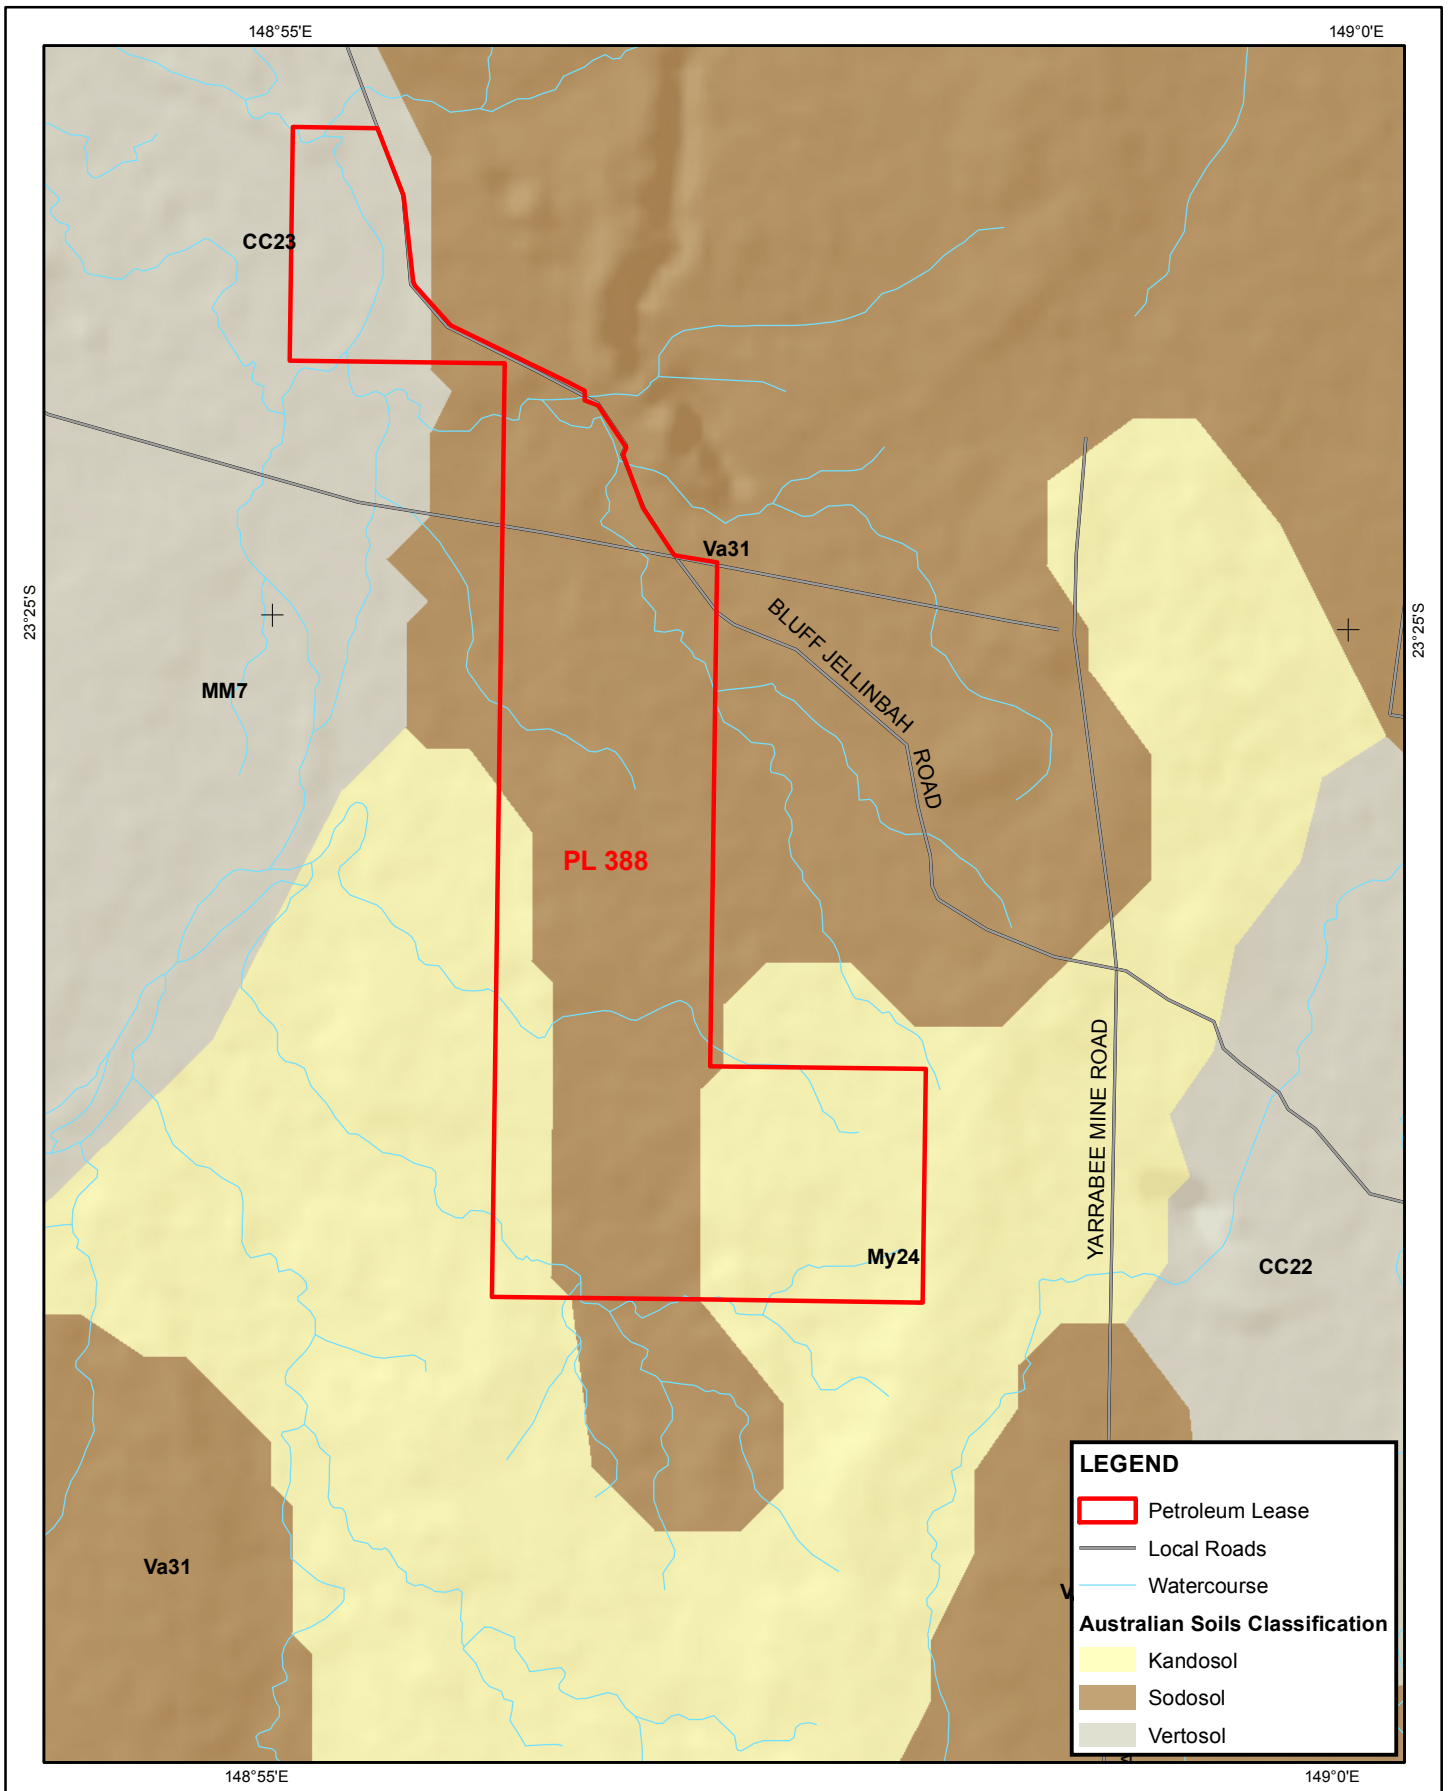 148°55'E
149°0'E
CC23
Va31
23°25'S
23°25'S
BLUFF JELLINBAH ROAD
MM7
PL 388
YARRABEE MINE ROAD
My24
CC22
LEGEND
Petroleum Lease
Local Roads
Watercourse
Australian Soils Classification
Kandosol
Sodosol
Vertosol
Va31
148°55'E
149°0'E